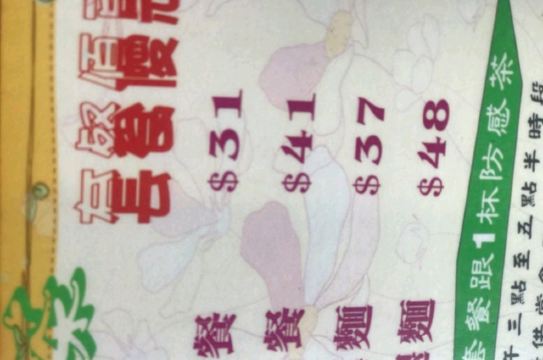 套餐優惠
餐 $31
餐 $41
麵 $37
麵 $48
套餐跟1杯防感茶
三點至五點半時段